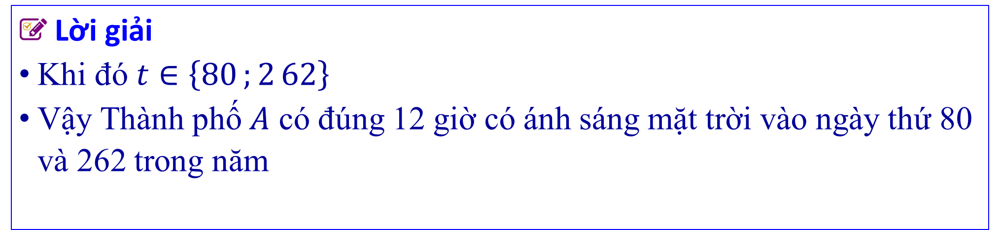 Lời giải
• Khi đó t ∈ {80 ; 2 62}
• Vậy Thành phố A có đúng 12 giờ có ánh sáng mặt trời vào ngày thứ 80
và 262 trong năm